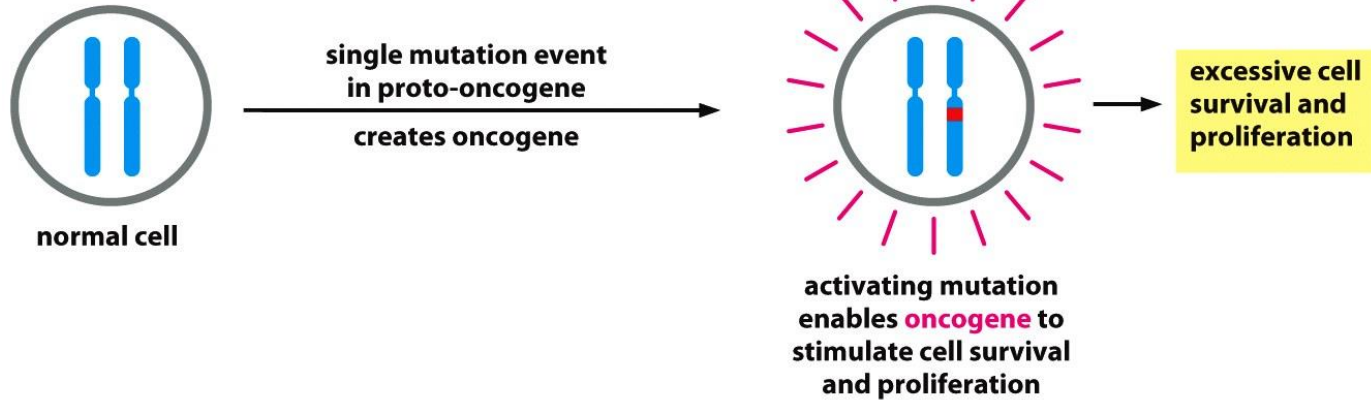 single mutation event
in proto-oncogene
creates oncogene
normal cell
excessive cell
survival and
proliferation
activating mutation
enables oncogene to
stimulate cell survival
and proliferation